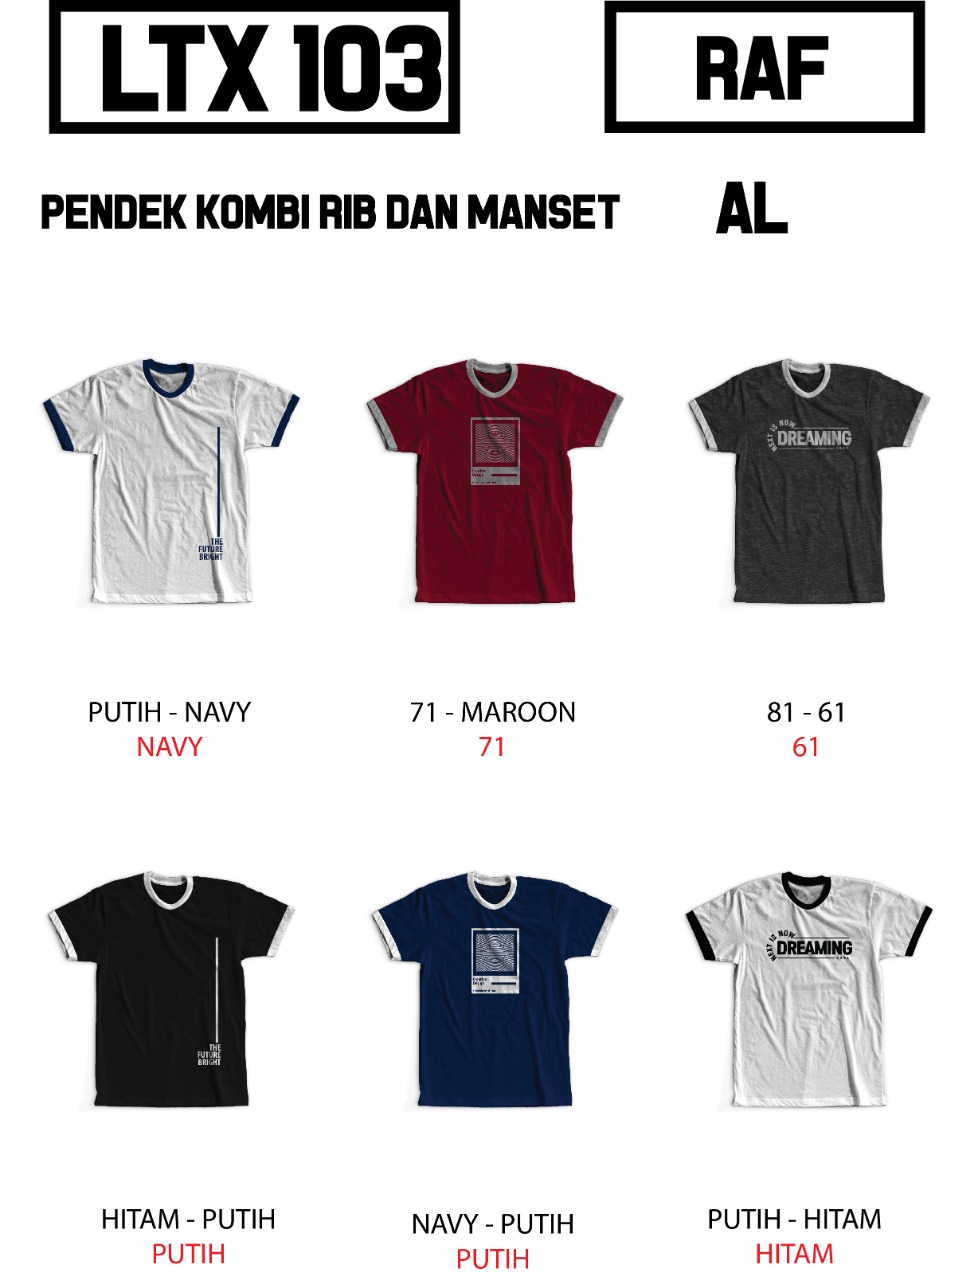 LTX 103
RAF
PENDEK KOMBI RIB DAN MANSET
AL
THE
FUTURE
BRIGHT
NEXT IS NOW
DREAMING
PUTIH - NAVY
NAVY
71 - MAROON
71
81 - 61
61
THE
FUTURE
BRIGHT
NEXT IS NOW
DREAMING
HITAM - PUTIH
PUTIH
NAVY - PUTIH
PUTIH
PUTIH - HITAM
HITAM